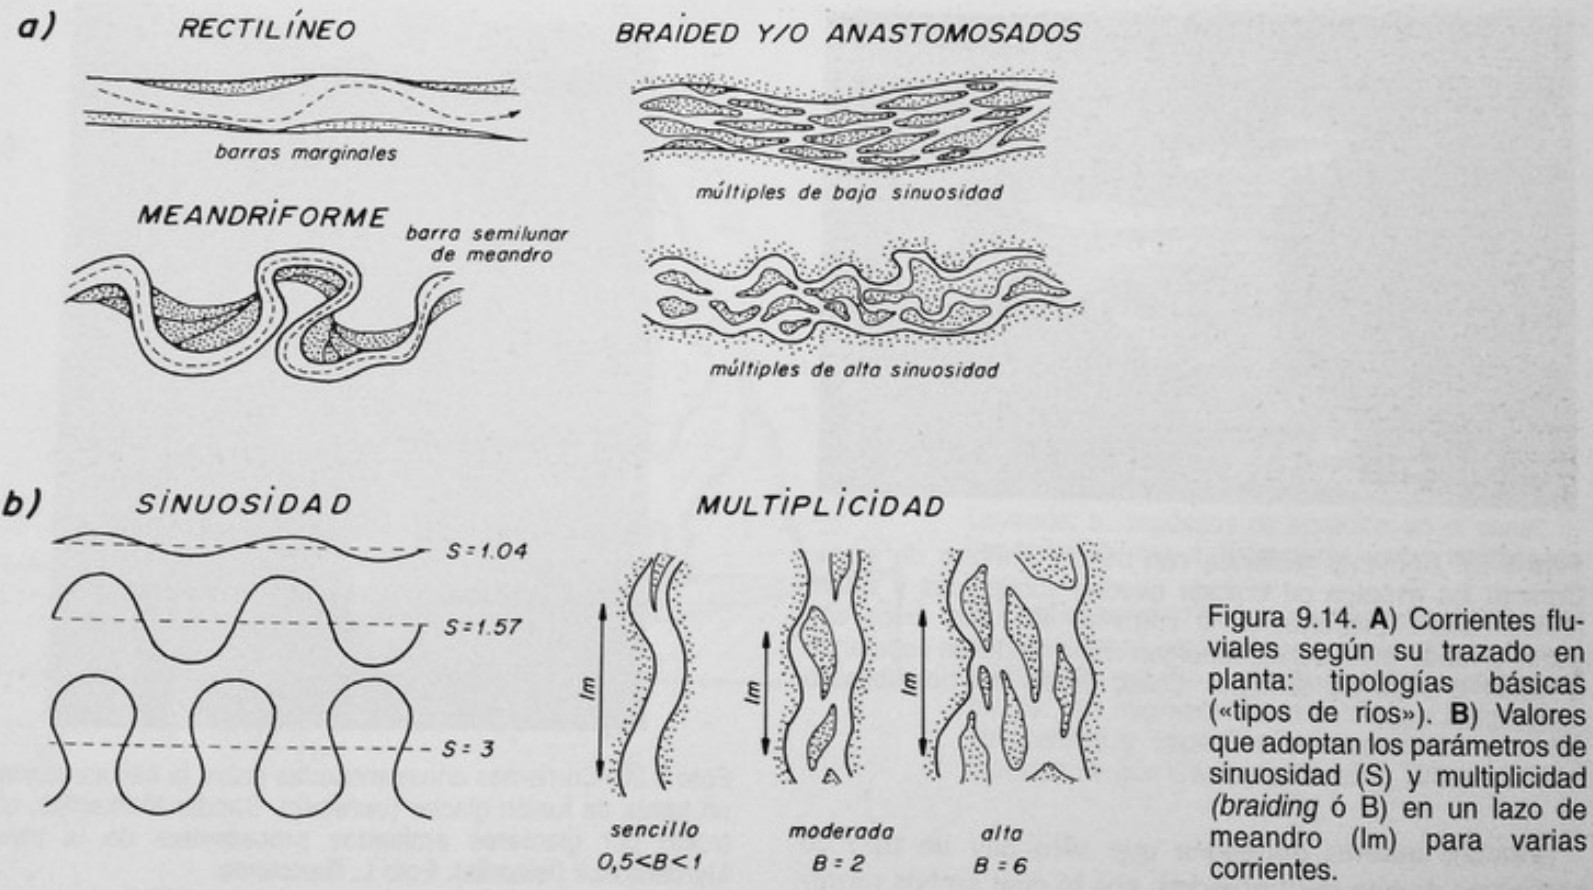 a)
RECTILÍNEO
barras marginales
MEANDRIFORME
barra semilunar
de meandro
BRAIDED Y/O ANASTOMOSADOS
múltiples de baja sinuosidad
múltiples de alta sinuosidad
b)
SINUOSIDAD
S=1.04
S=1.57
S=3
MULTIPLICIDAD
lm
lm
lm
sencillo
0,5<B<1
moderada
B=2
alta
B=6
Figura 9.14. A) Corrientes flu-
viales según su trazado en
planta: tipologías básicas
(«tipos de ríos»). B) Valores
que adoptan los parámetros de
sinuosidad (S) y multiplicidad
(braiding ó B) en un lazo de
meandro (lm) para varias
corrientes.